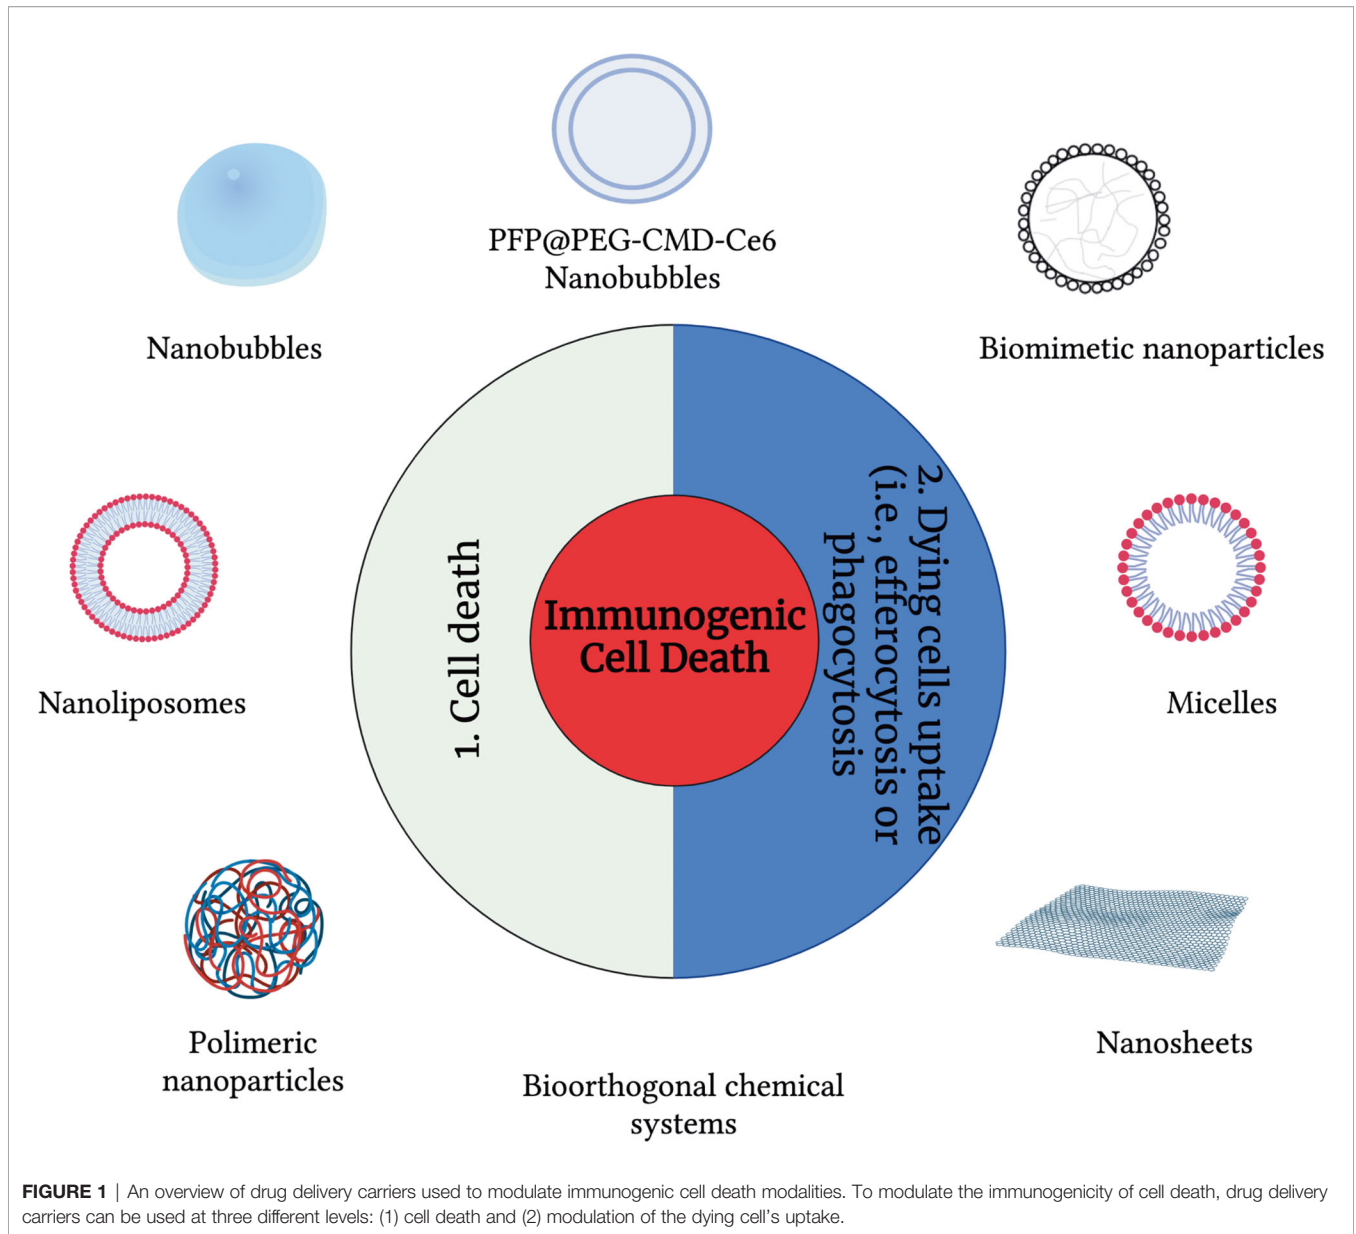 PFP@PEG-CMD-Ce6
Nanobubbles
Nanobubbles
Biomimetic nanoparticles
2. Dying cells uptake
(i.e., efferocytosis or
phagocytosis
1. Cell death
Immunogenic
Cell Death
Nanoliposomes
Micelles
Polimeric
nanoparticles
Nanosheets
Bioorthogonal chemical
systems
FIGURE 1 | An overview of drug delivery carriers used to modulate immunogenic cell death modalities. To modulate the immunogenicity of cell death, drug delivery
carriers can be used at three different levels: (1) cell death and (2) modulation of the dying cell’s uptake.